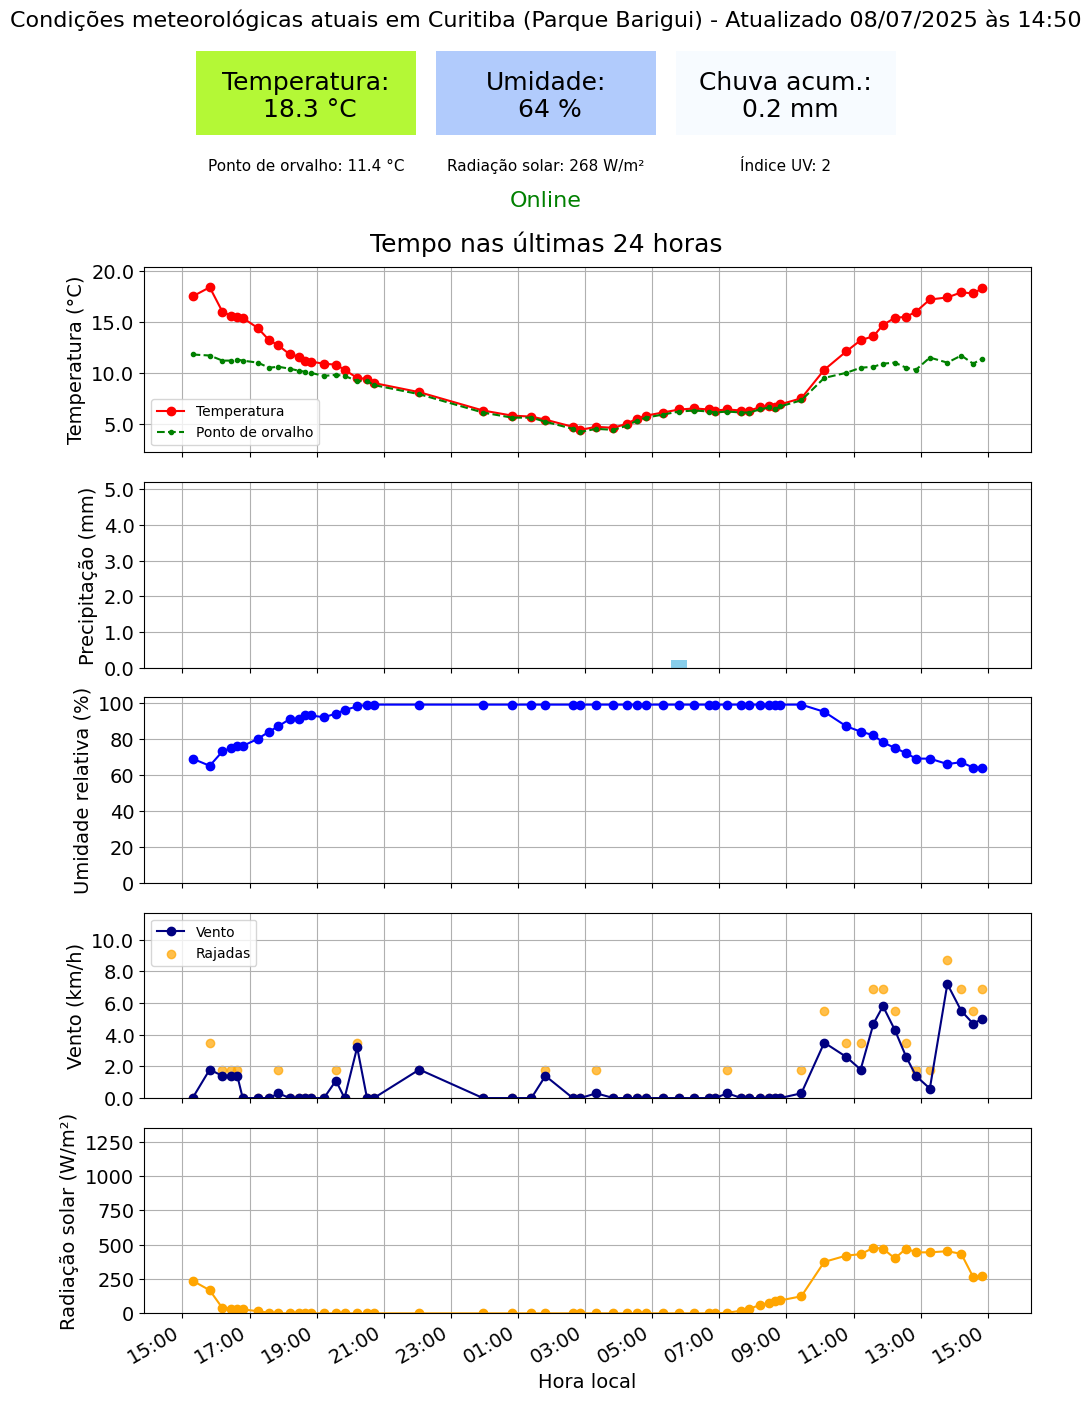 Condições meteorológicas atuais em Curitiba (Parque Barigui) - Atualizado 08/07/2025 às 14:50
Temperatura:
18.3 °C
Umidade:
64 %
Chuva acum.:
0.2 mm
Ponto de orvalho: 11.4 °C
Radiação solar: 268 W/m²
Índice UV: 2
Online
Tempo nas últimas 24 horas
Temperatura (°C)
20.0
15.0
10.0
5.0
Temperatura
Ponto de orvalho
Precipitação (mm)
5.0
4.0
3.0
2.0
1.0
0.0
Umidade relativa (%)
100
80
60
40
20
0
Vento (km/h)
10.0
8.0
6.0
4.0
2.0
0.0
Vento
Rajadas
Radiação solar (W/m²)
1250
1000
750
500
250
0
15:00
17:00
19:00
21:00
23:00
01:00
03:00
05:00
07:00
09:00
11:00
13:00
15:00
Hora local